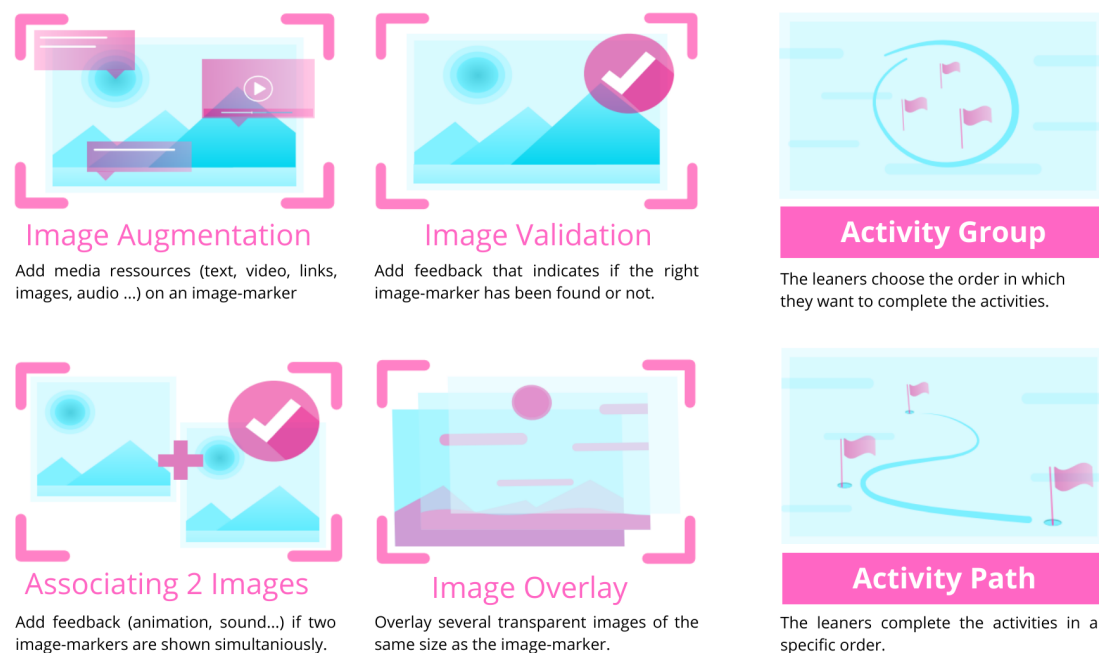 Image Augmentation
Add media ressources (text, video, links,
images, audio ...) on an image-marker
Image Validation
Add feedback that indicates if the right
image-marker has been found or not.
Activity Group
The leaners choose the order in which
they want to complete the activities.
Associating 2 Images
Add feedback (animation, sound...) if two
image-markers are shown simultaniously.
Image Overlay
Overlay several transparent images of the
same size as the image-marker.
Activity Path
The leaners complete the activities in a
specific order.